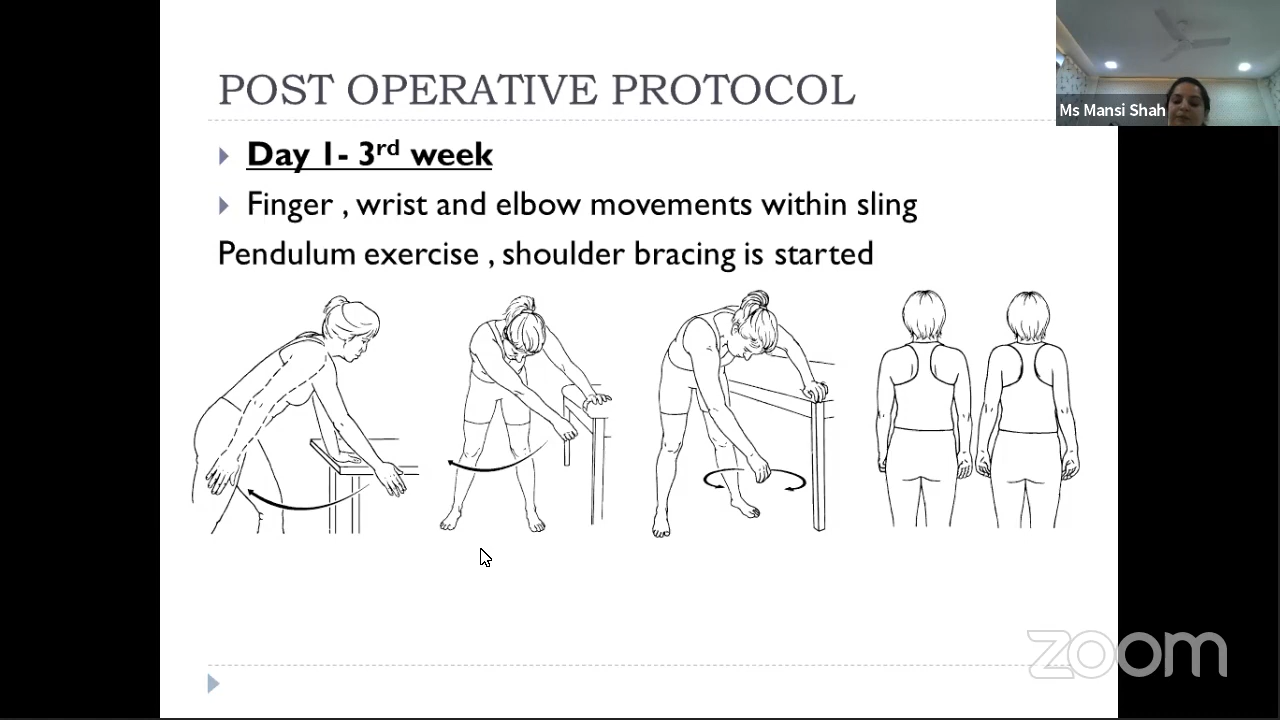 POST OPERATIVE PROTOCOL
Ms Mansi Shah
Day 1- 3rd week
Finger , wrist and elbow movements within sling
Pendulum exercise , shoulder bracing is started
zoom